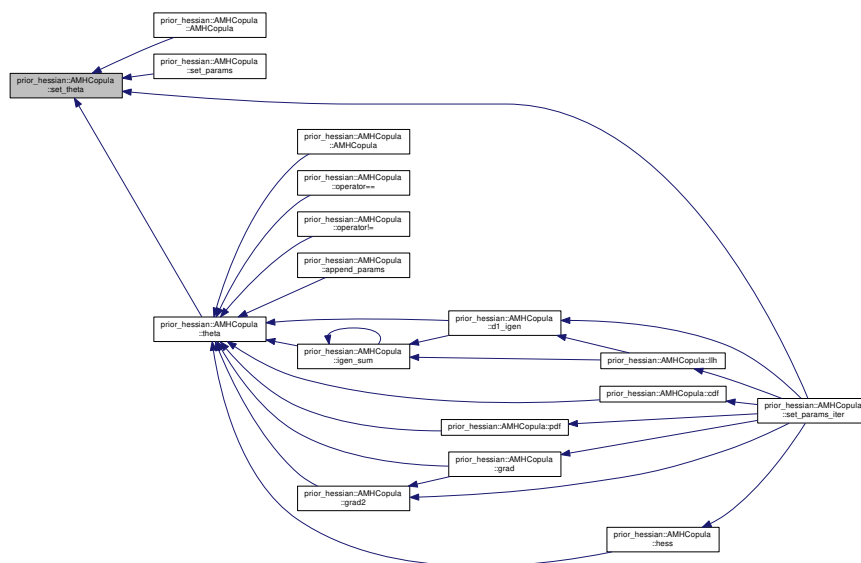 prior_hessian::AMHCopula
::AMHCopula
prior_hessian::AMHCopula
::set_params
prior_hessian::AMHCopula
::set_theta
prior_hessian::AMHCopula
::AMHCopula
prior_hessian::AMHCopula
::operator==
prior_hessian::AMHCopula
::operator!=
prior_hessian::AMHCopula
::append_params
prior_hessian::AMHCopula
::theta
prior_hessian::AMHCopula
::d1_igen
prior_hessian::AMHCopula
::igen_sum
prior_hessian::AMHCopula::llh
prior_hessian::AMHCopula::cdf
prior_hessian::AMHCopula
::set_params_iter
prior_hessian::AMHCopula::pdf
prior_hessian::AMHCopula
::grad
prior_hessian::AMHCopula
::grad2
prior_hessian::AMHCopula
::hess